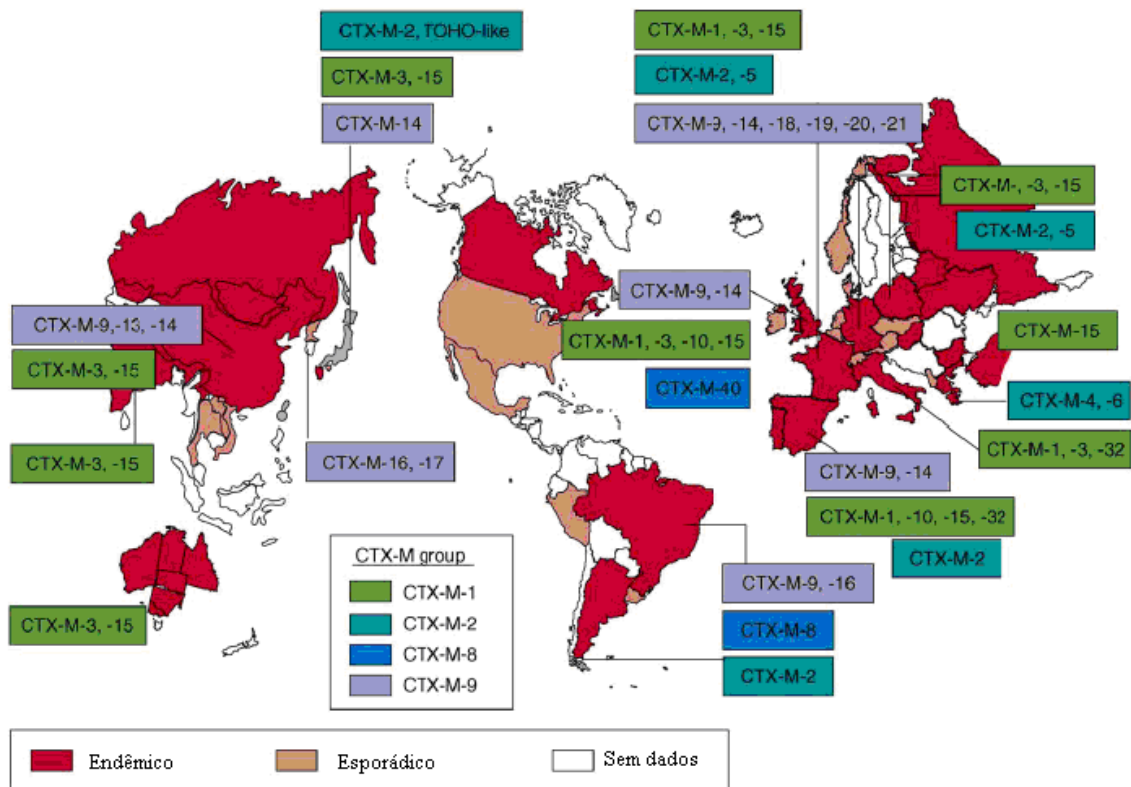 CTX-M-2, TOHO-like
CTX-M-3, -15
CTX-M-14
CTX-M-1, -3, -15
CTX-M-2, -5
CTX-M-9, -14, -18, -19, -20, -21
CTX-M-, -3, -15
CTX-M-2, -5
CTX-M-9,-13, -14
CTX-M-3, -15
CTX-M-3, -15
CTX-M-9, -14
CTX-M-1, -3, -10, -15
CTX-M-40
CTX-M-15
CTX-M-4, -6
CTX-M-1, -3, -32
CTX-M-16, -17
CTX-M-9, -14
CTX-M-1, -10, -15, -32
CTX-M-2
CTX-M-9, -16
CTX-M-8
CTX-M-2
CTX-M-3, -15
CTX-M group
CTX-M-1
CTX-M-2
CTX-M-8
CTX-M-9
Endêmico
Esporádico
Sem dados